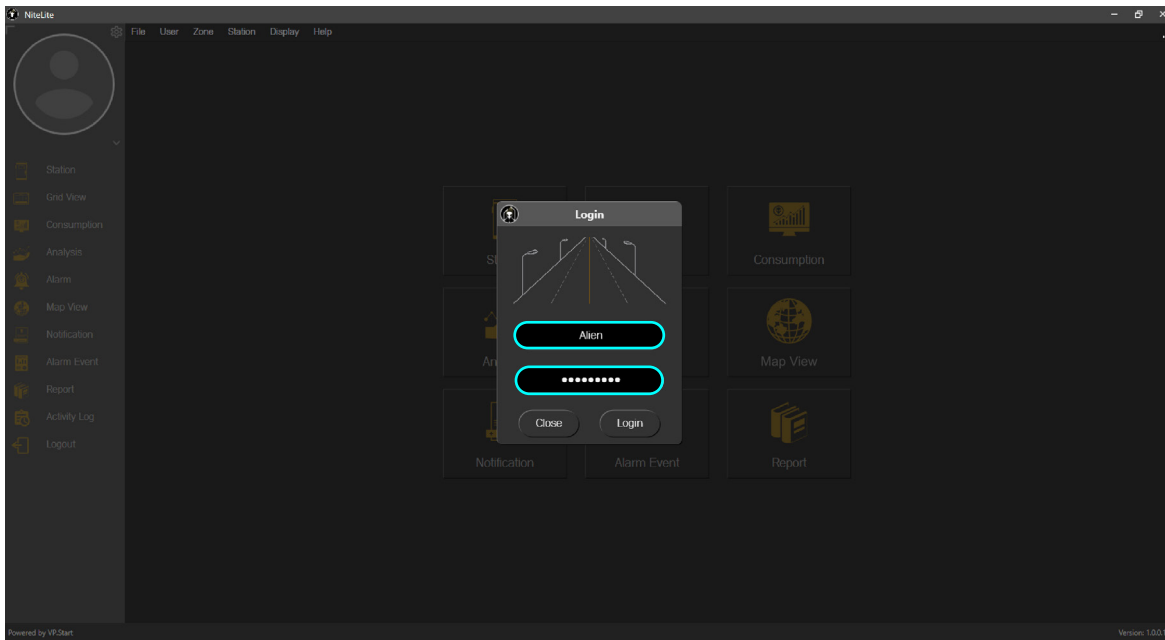 NiteLite
File User Zone Station Display Help
Station
Grid View
Consumption
Analysis
Alarm
Map View
Notification
Alarm Event
Report
Activity Log
Logout
Login
Alien
•••••••••
Close Login
Consumption
Map View
Notification
Alarm Event
Report
Powered by VP.Start
Version: 1.0.0